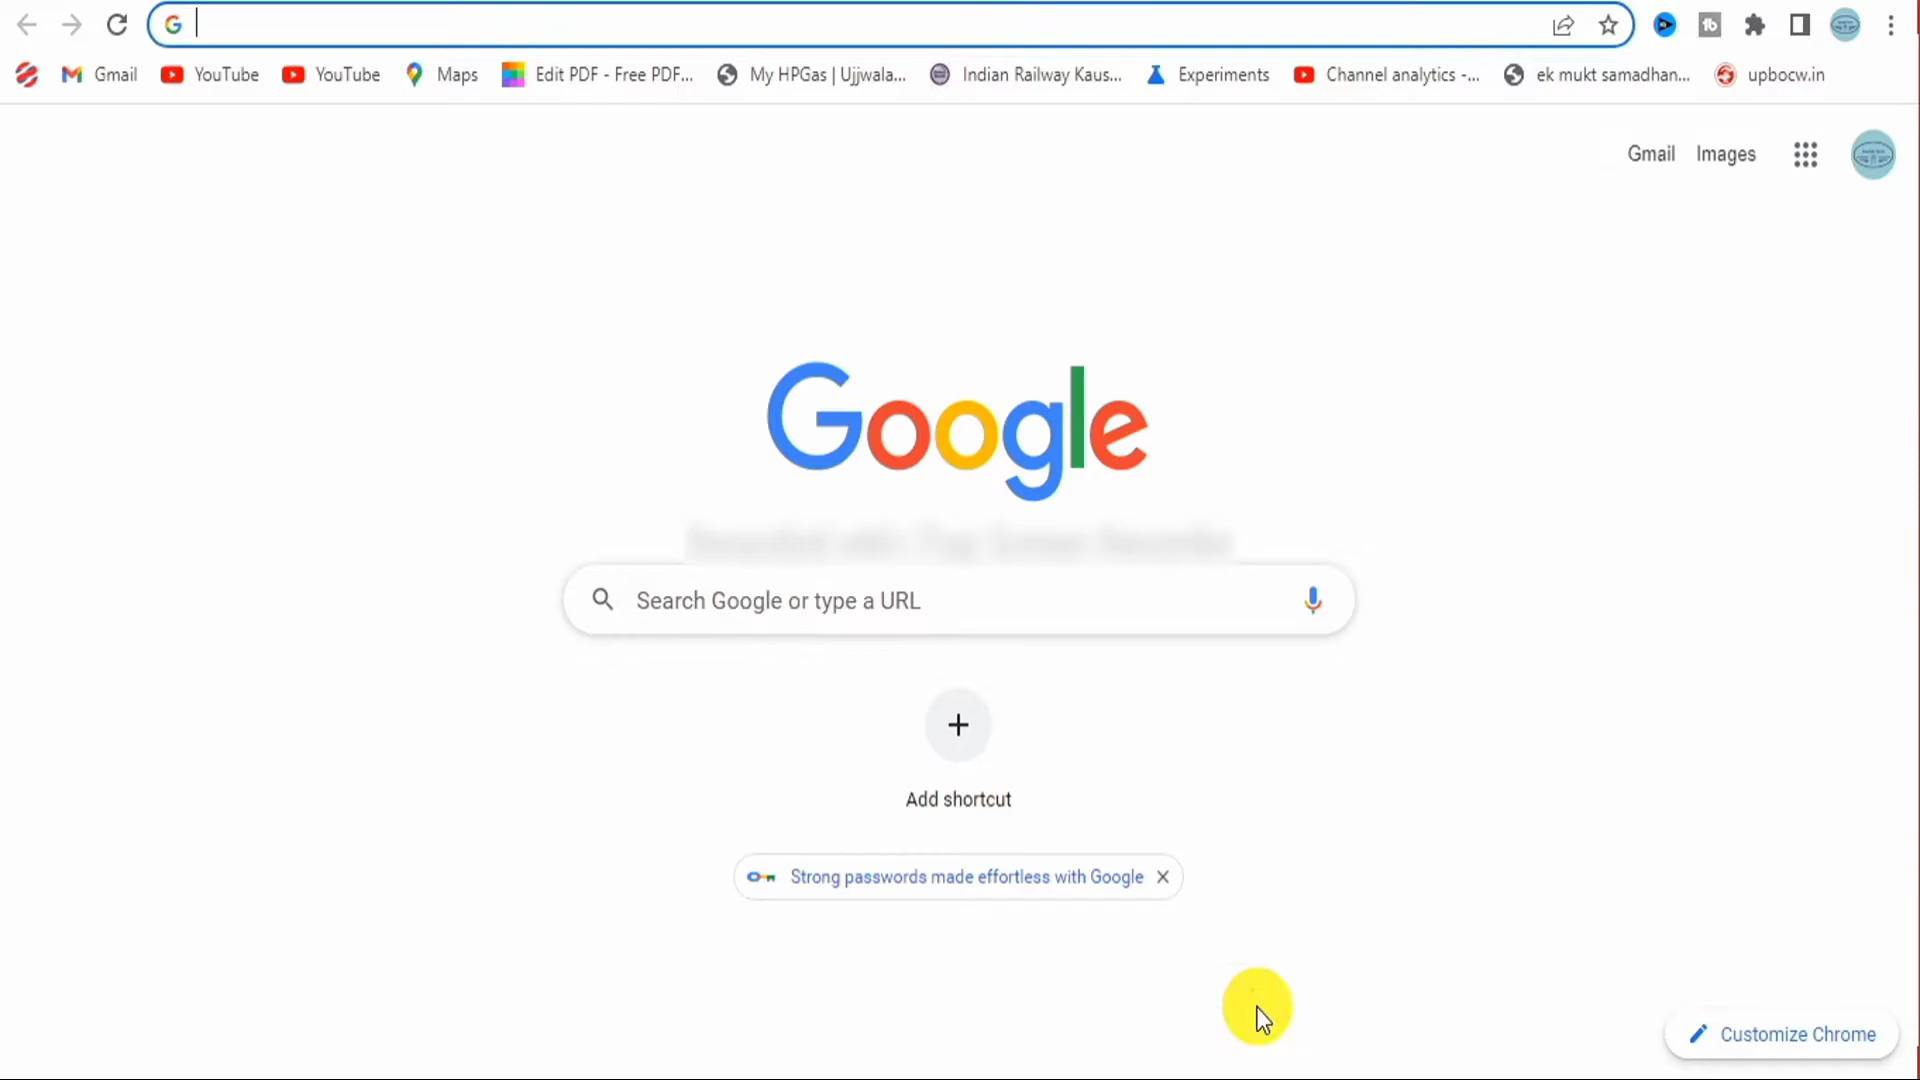 Gmail YouTube YouTube Maps Edit PDF - Free PDF... My HPGas | Ujjwala... Indian Railway Kaus... Experiments Channel analytics -... ek mukt samadhan... upbocw.in
Gmail Images
Google
Search Google or type a URL
Add shortcut
Strong passwords made effortless with Google
Customize Chrome